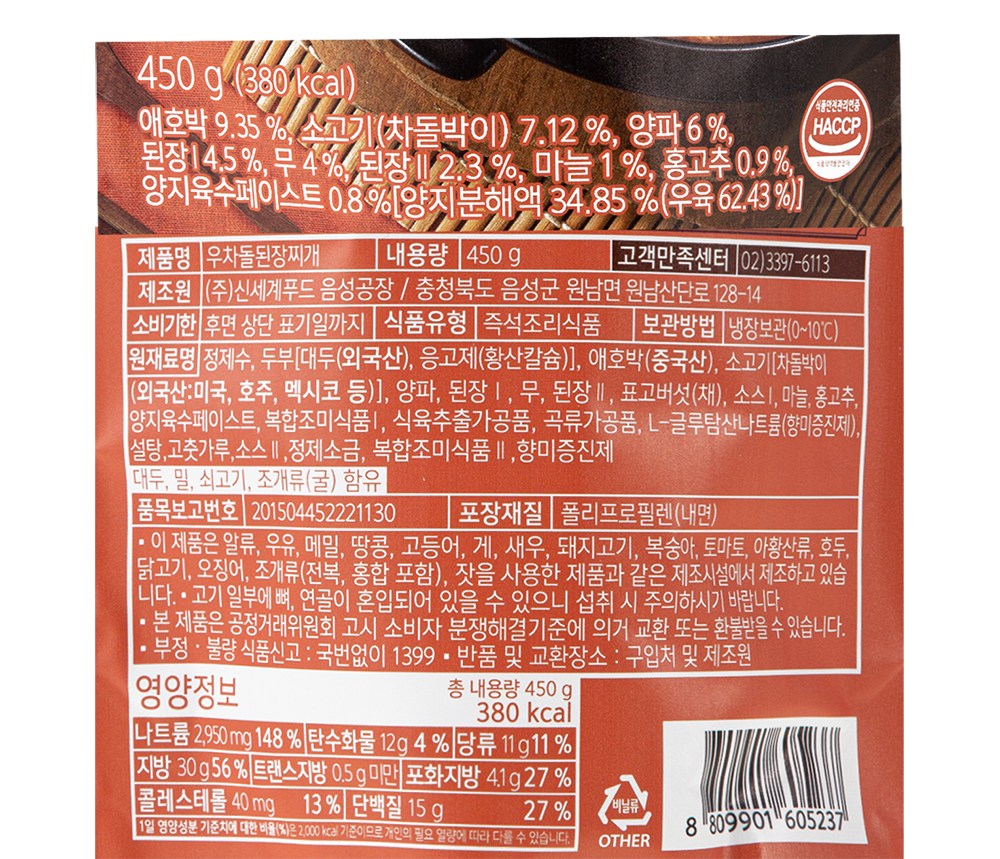 450 g (380 kcal)
애호박 9.35 %, 소고기(차돌박이) 7.12 %, 양파 6 %,
된장Ⅰ 4.5 %, 무 4 %, 된장Ⅱ 2.3 %, 마늘 1 %, 홍고추 0.9 %,
양지육수페이스트 0.8 %[양지분해액 34.85 %(우육 62.43 %)]
식품안전관리인증
HACCP
제품명 우차돌된장찌개 내용량 450 g 고객만족센터 02)3397-6113
제조원 (주)신세계푸드 음성공장 / 충청북도 음성군 원남면 원남산단로 128-14
소비기한 후면 상단 표기일까지 식품유형 즉석조리식품 보관방법 냉장보관(0~10℃)
원재료명 정제수, 두부[대두(외국산), 응고제(황산칼슘)], 애호박(중국산), 소고기[차돌박이
(외국산:미국, 호주, 멕시코 등)], 양파, 된장Ⅰ, 무, 된장Ⅱ, 표고버섯(채), 소스Ⅰ, 마늘, 홍고추,
양지육수페이스트, 복합조미식품Ⅰ, 식육추출가공품, 곡류가공품, L-글루탐산나트륨(향미증진제),
설탕, 고춧가루, 소스Ⅱ, 정제소금, 복합조미식품Ⅱ, 향미증진제
대두, 밀, 쇠고기, 조개류(굴) 함유
품목보고번호 201504452221130 포장재질 폴리프로필렌(내면)
• 이 제품은 알류, 우유, 메밀, 땅콩, 고등어, 게, 새우, 돼지고기, 복숭아, 토마토, 아황산류, 호두,
닭고기, 오징어, 조개류(전복, 홍합 포함), 잣을 사용한 제품과 같은 제조시설에서 제조하고 있습
니다. • 고기 일부에 뼈, 연골이 혼입되어 있을 수 있으니 섭취 시 주의하시기 바랍니다.
• 본 제품은 공정거래위원회 고시 소비자 분쟁해결기준에 의거 교환 또는 환불받을 수 있습니다.
• 부정 · 불량 식품신고 : 국번없이 1399 • 반품 및 교환장소 : 구입처 및 제조원
영양정보 총 내용량 450 g
380 kcal
나트륨 2,950 mg 148 % 탄수화물 12 g 4 % 당류 11 g 11 %
지방 30 g 56 % 트랜스지방 0.5 g 미만 포화지방 4.1 g 27 %
콜레스테롤 40 mg 13 % 단백질 15 g 27 %
1일 영양성분 기준치에 대한 비율(%)은 2,000 kcal 기준이므로 개인의 필요 열량에 따라 다를 수 있습니다.
비닐류
OTHER
8 809901 605237